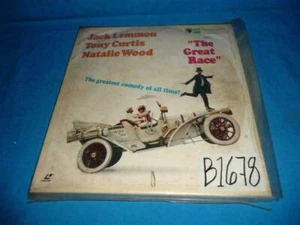 Jack Lemmon
Tony Curtis
Natalie Wood
"The
Great
Race"
The greatest comedy of all time!
B1678